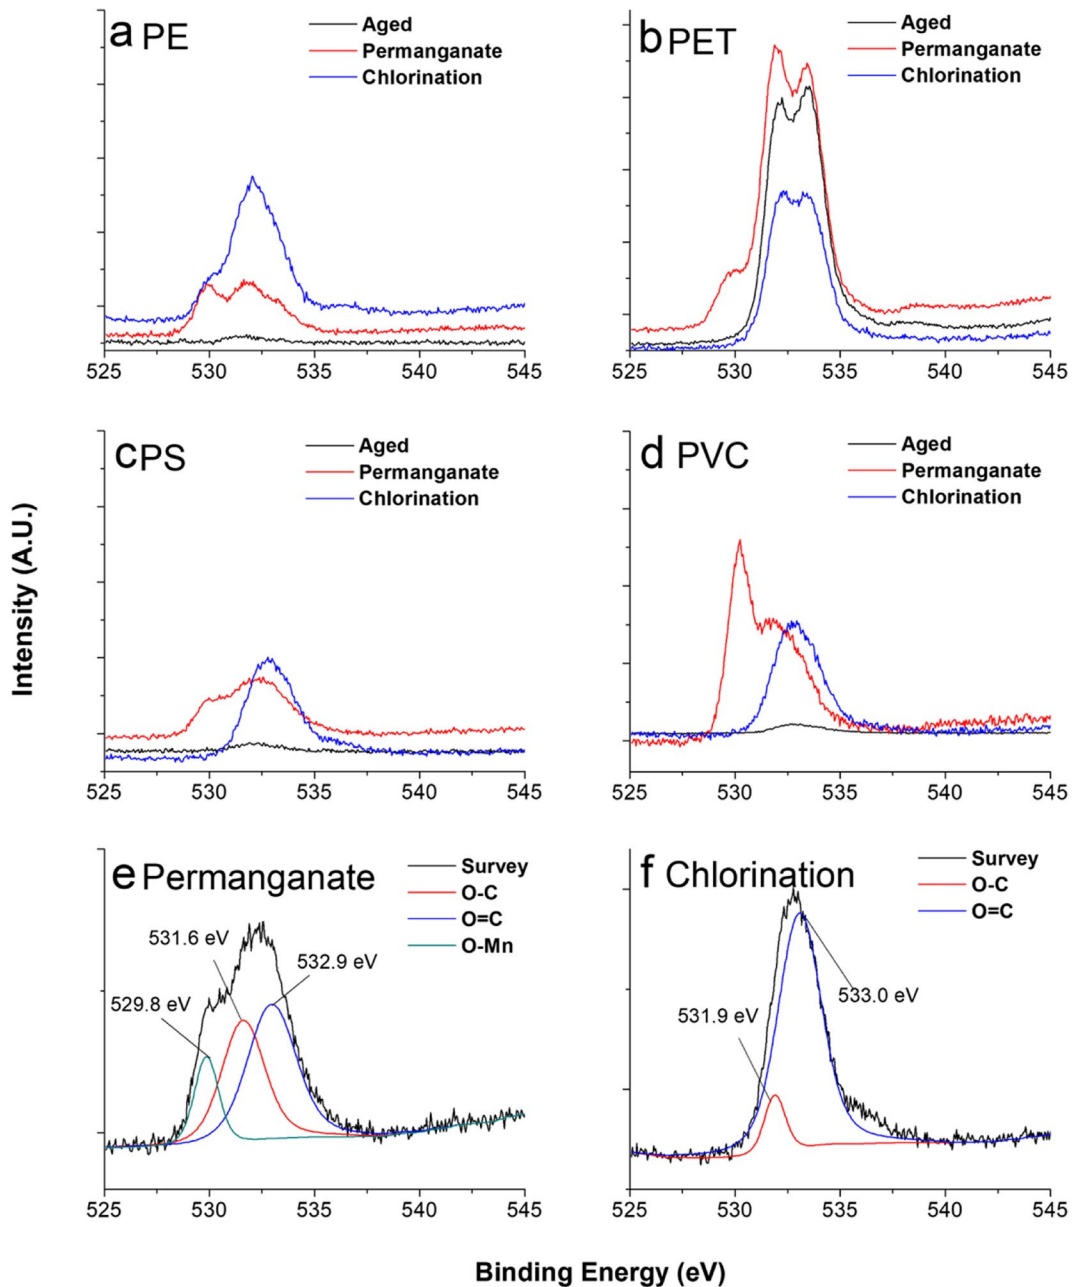 a PE
Aged
Permanganate
Chlorination
525 530 535 540 545
b PET
Aged
Permanganate
Chlorination
525 530 535 540 545
c PS
Aged
Permanganate
Chlorination
525 530 535 540 545
d PVC
Aged
Permanganate
Chlorination
525 530 535 540 545
Intensity (A.U.)
e Permanganate
Survey
O-C
O=C
O-Mn
531.6 eV
532.9 eV
529.8 eV
525 530 535 540 545
f Chlorination
Survey
O-C
O=C
533.0 eV
531.9 eV
525 530 535 540 545
Binding Energy (eV)